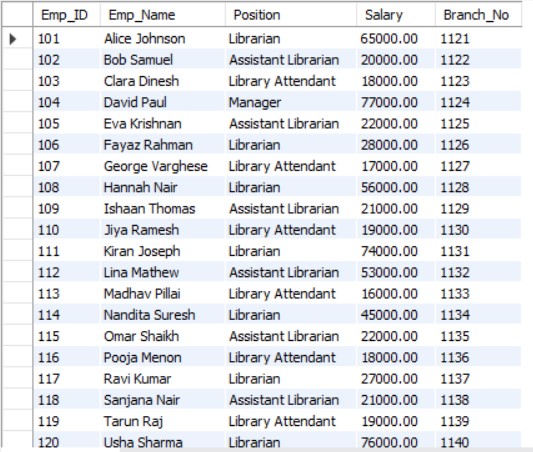 Emp_ID Emp_Name Position Salary Branch_No
101 Alice Johnson Librarian 65000.00 1121
102 Bob Samuel Assistant Librarian 20000.00 1122
103 Clara Dinesh Library Attendant 18000.00 1123
104 David Paul Manager 77000.00 1124
105 Eva Krishnan Assistant Librarian 22000.00 1125
106 Fayaz Rahman Librarian 28000.00 1126
107 George Varghese Library Attendant 17000.00 1127
108 Hannah Nair Librarian 56000.00 1128
109 Ishaan Thomas Assistant Librarian 21000.00 1129
110 Jiya Ramesh Library Attendant 19000.00 1130
111 Kiran Joseph Librarian 74000.00 1131
112 Lina Mathew Assistant Librarian 53000.00 1132
113 Madhav Pillai Library Attendant 16000.00 1133
114 Nandita Suresh Librarian 45000.00 1134
115 Omar Shaikh Assistant Librarian 22000.00 1135
116 Pooja Menon Library Attendant 18000.00 1136
117 Ravi Kumar Librarian 27000.00 1137
118 Sanjana Nair Assistant Librarian 21000.00 1138
119 Tarun Raj Library Attendant 19000.00 1139
120 Usha Sharma Librarian 76000.00 1140